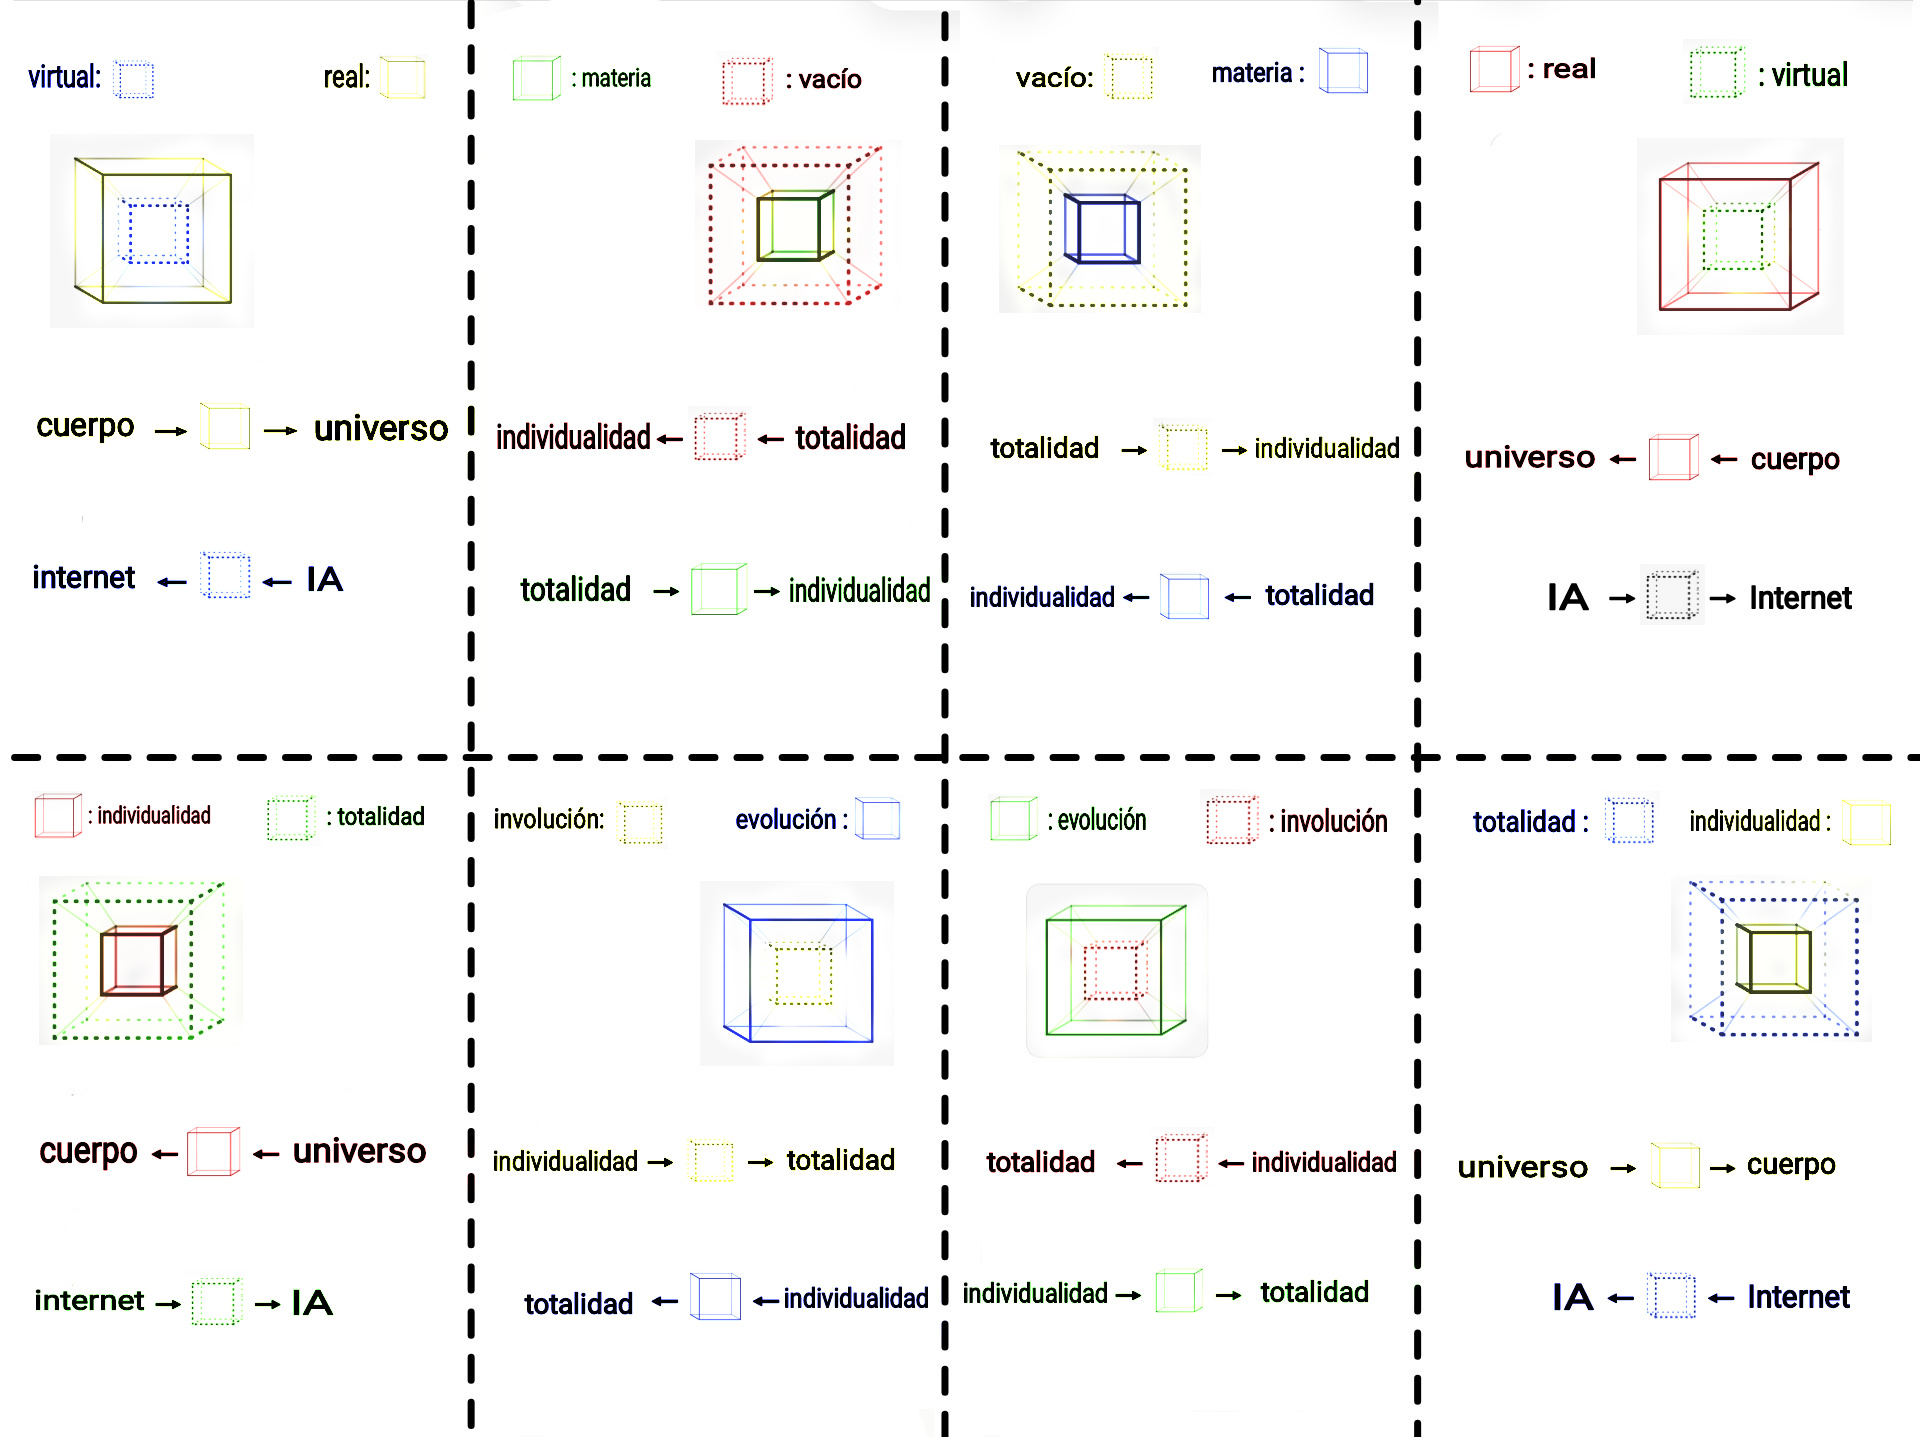 virtual:
real:
cuerpo → → universo
internet ← ← IA
: materia
: vacío
individualidad ← ← totalidad
totalidad → → individualidad
vacío:
materia :
totalidad → → individualidad
individualidad ← ← totalidad
: real
: virtual
universo ← ← cuerpo
IA → → Internet
: individualidad
: totalidad
cuerpo ← ← universo
internet → → IA
involución:
evolución :
individualidad → → totalidad
totalidad ← ← individualidad
: evolución
: involución
totalidad ← ← individualidad
individualidad → → totalidad
totalidad :
individualidad :
universo → → cuerpo
IA ← ← Internet